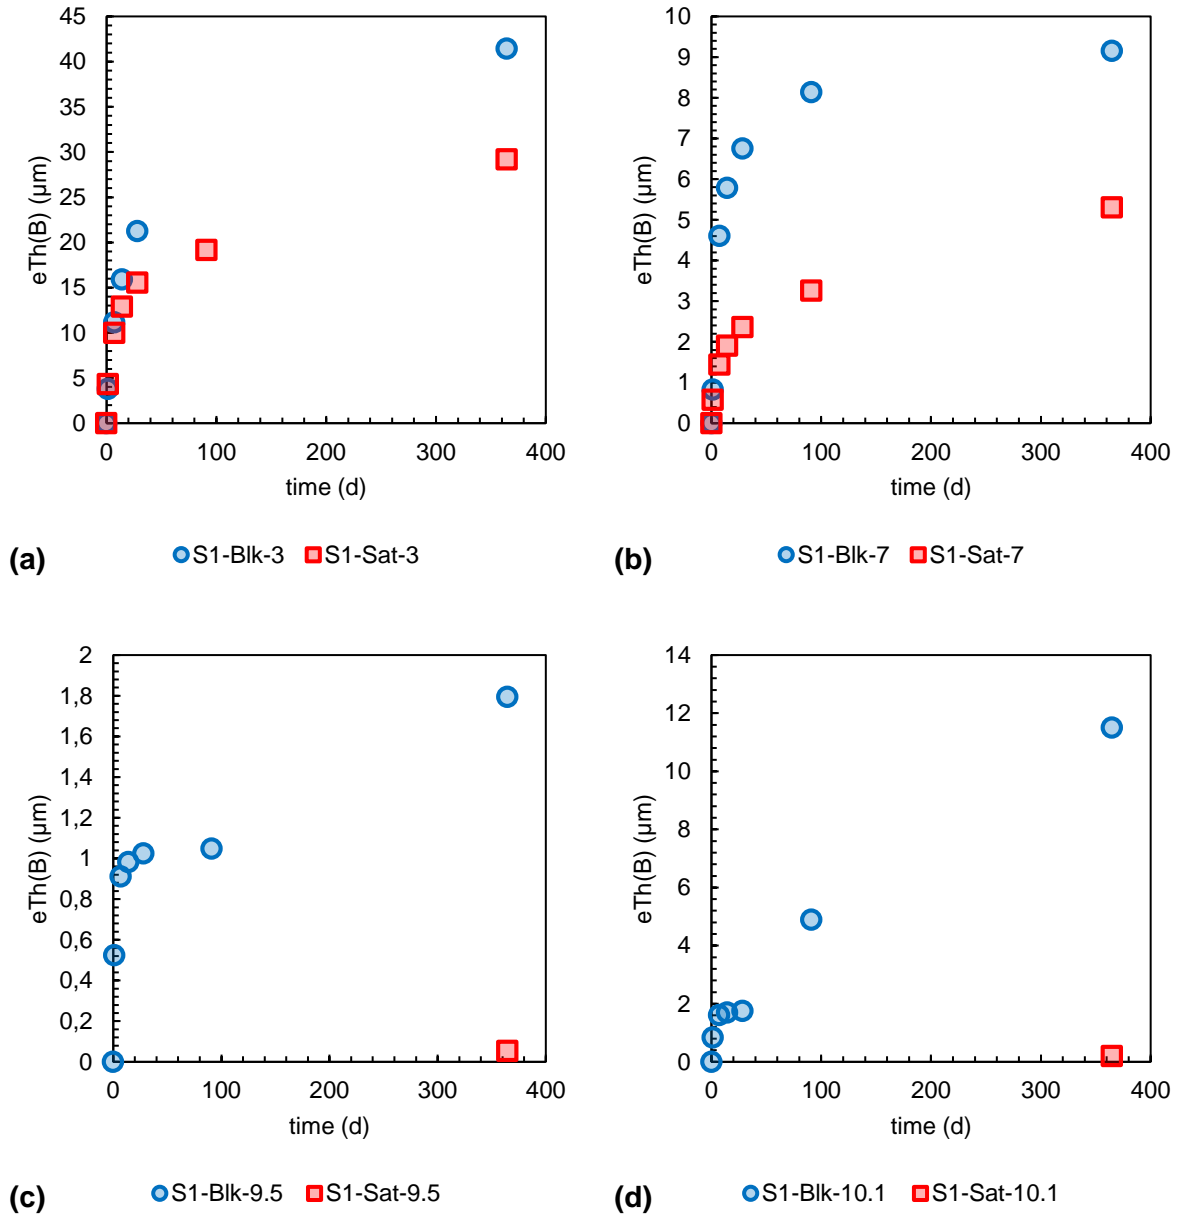 45
40
35
30
25
20
15
10
5
0
eTh(B) (μm)
0 100 200 300 400
time (d)
(a) S1-Blk-3 S1-Sat-3
10
9
8
7
6
5
4
3
2
1
0
eTh(B) (μm)
0 100 200 300 400
time (d)
(b) S1-Blk-7 S1-Sat-7
2
1,8
1,6
1,4
1,2
1
0,8
0,6
0,4
0,2
0
eTh(B) (μm)
0 100 200 300 400
time (d)
(c) S1-Blk-9.5 S1-Sat-9.5
14
12
10
8
6
4
2
0
eTh(B) (μm)
0 100 200 300 400
time (d)
(d) S1-Blk-10.1 S1-Sat-10.1